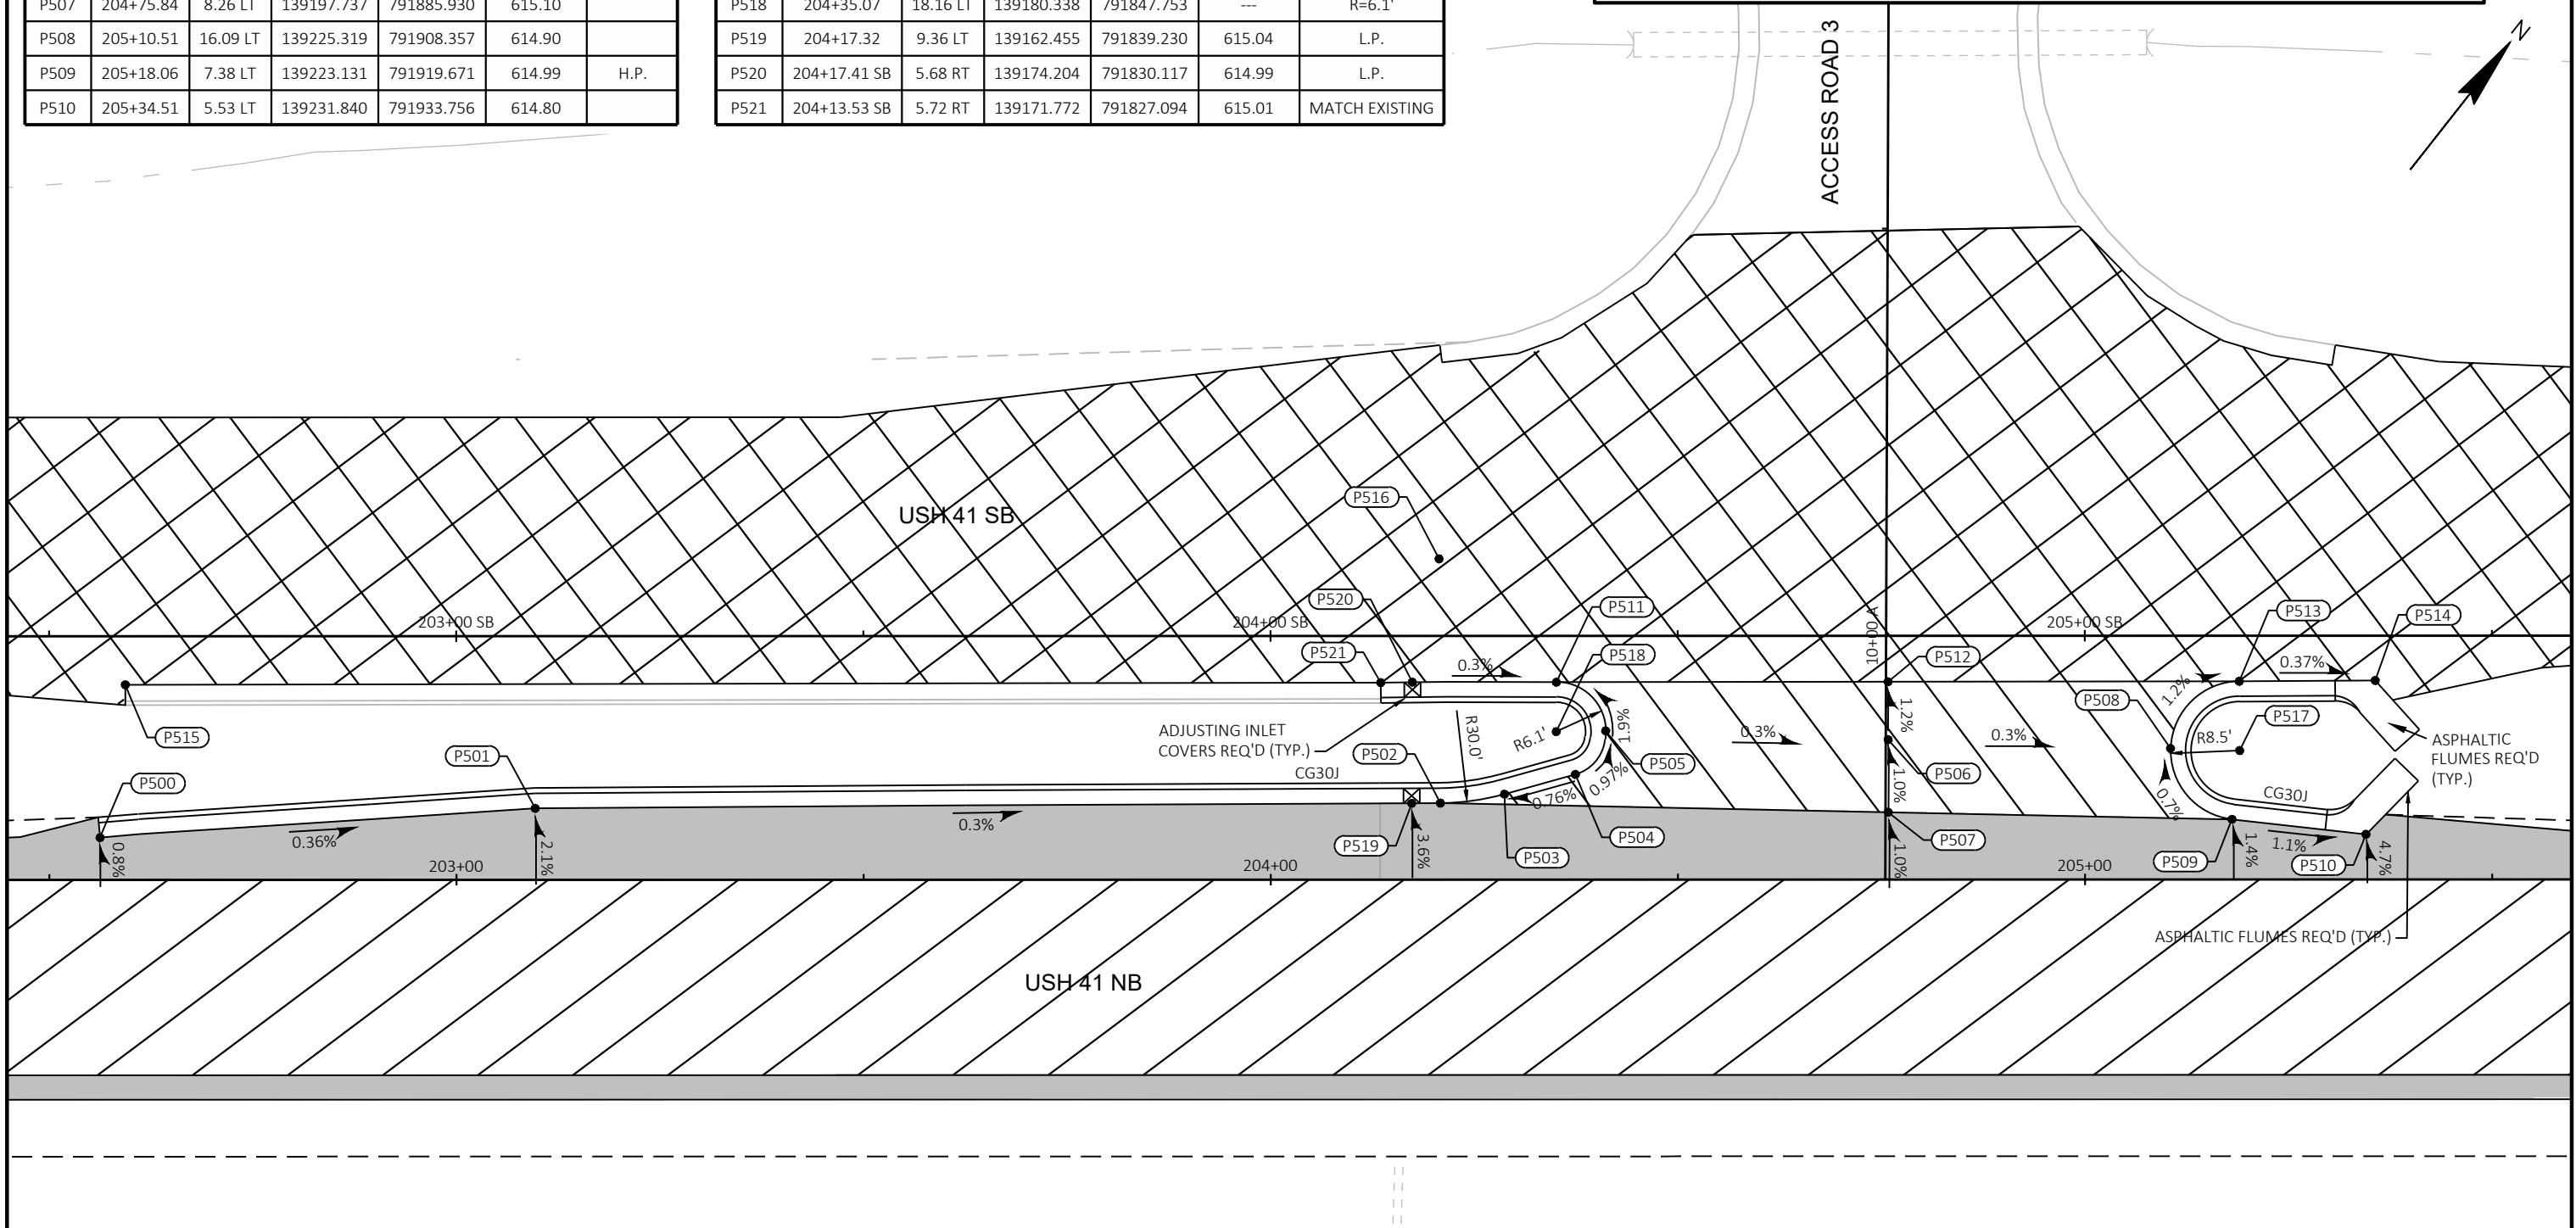 P507 204+75.84 8.26 LT 139197.737 791885.930 615.10
P508 205+10.51 16.09 LT 139225.319 791908.357 614.90
P509 205+18.06 7.38 LT 139223.131 791919.671 614.99 H.P.
P510 205+34.51 5.53 LT 139231.840 791933.756 614.80
P518 204+35.07 18.16 LT 139180.338 791847.753 --- R=6.1'
P519 204+17.32 9.36 LT 139162.455 791839.230 615.04 L.P.
P520 204+17.41 SB 5.68 RT 139174.204 791830.117 614.99 L.P.
P521 204+13.53 SB 5.72 RT 139171.772 791827.094 615.01 MATCH EXISTING
ACCESS ROAD 3
N
P516
USH 41 SB
P520
P511
P513
P514
203+00 SB
204+00 SB
10+00A
205+00 SB
P521
P518
P512
0.3%
0.37%
1.2%
P508
P517
P515
ADJUSTING INLET
COVERS REQ'D (TYP.)
R30.0'
R6.1'
1.9%
1.2%
0.3%
0.3%
R8.5'
ASPHALTIC
FLUMES REQ'D
(TYP.)
P501
P502
P505
P506
P500
CG30J
0.97%
0.76%
1.0%
0.7%
CG30J
0.36%
0.3%
P504
P507
0.8%
2.1%
P519
3.6%
P503
1.0%
P509
1.4%
1.1%
P510
4.7%
203+00
204+00
205+00
ASPHALTIC FLUMES REQ'D (TYP.)
USH 41 NB